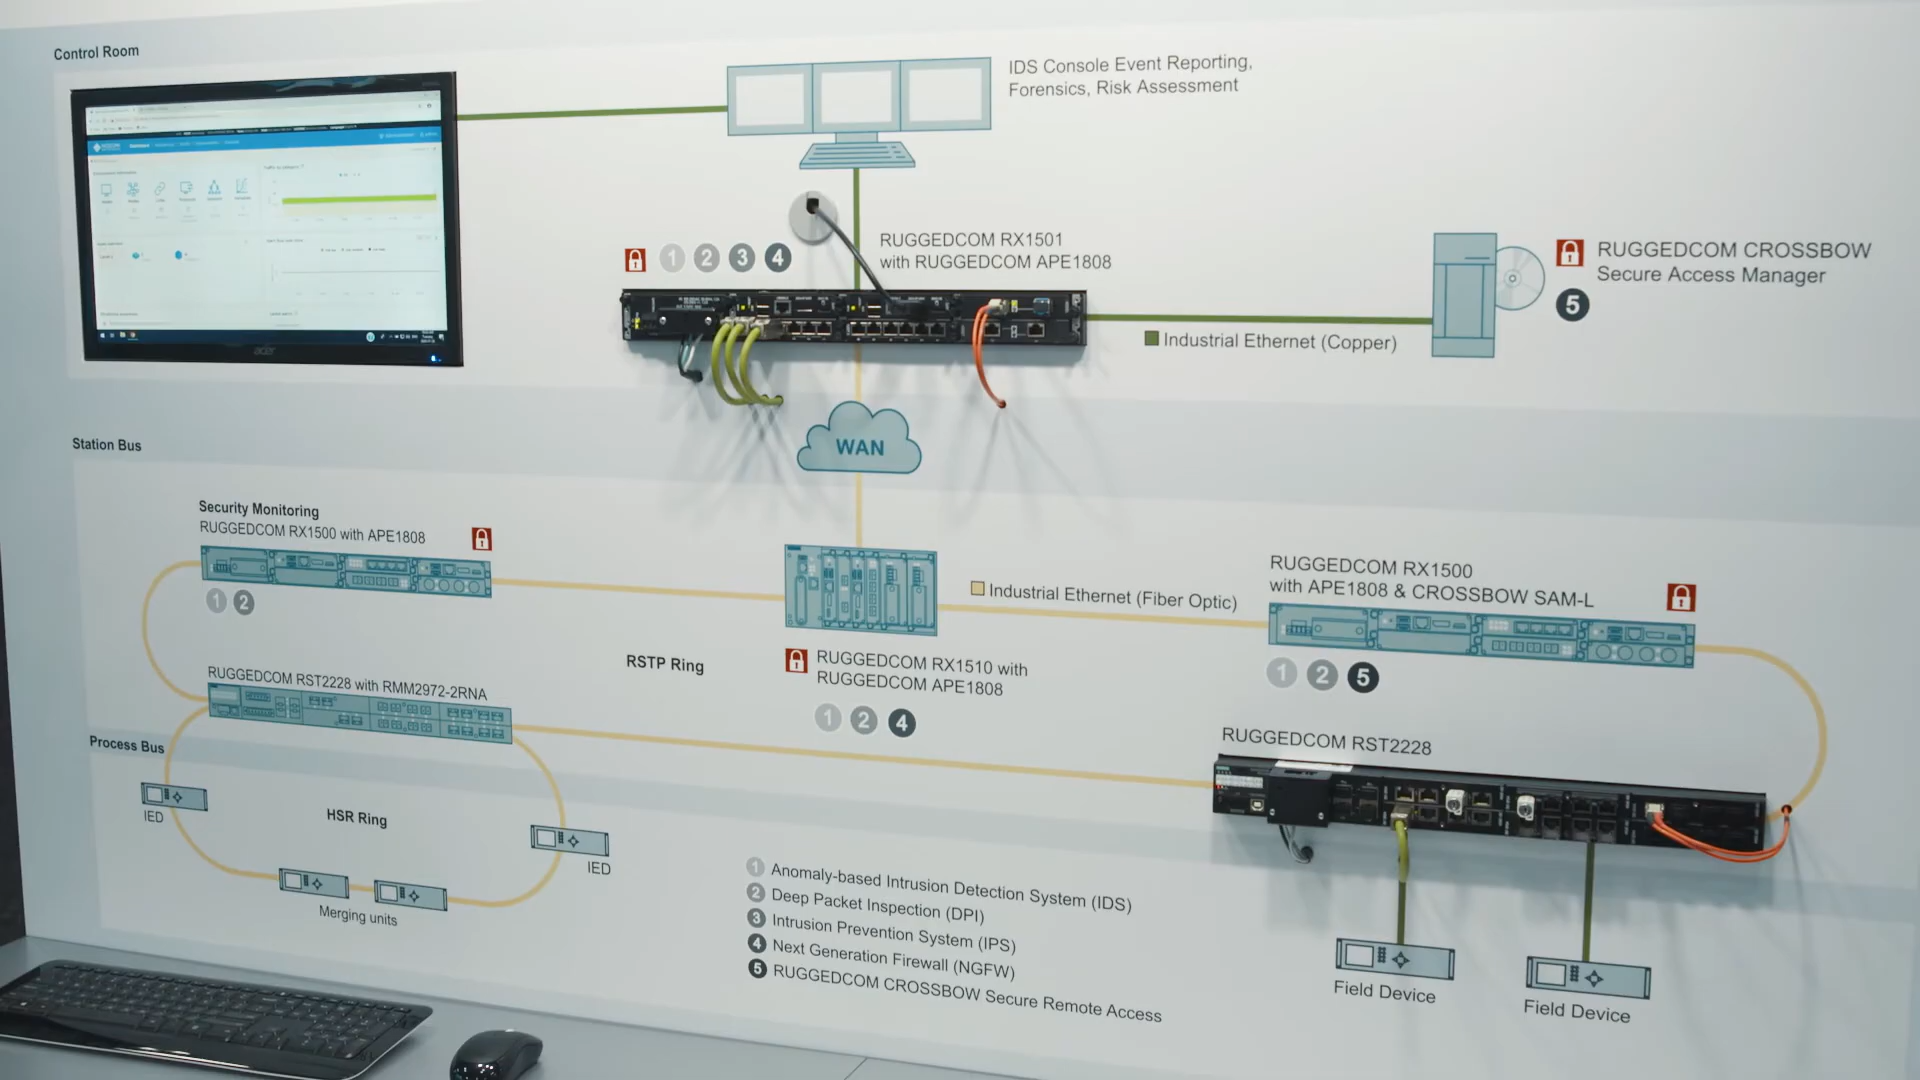 Control Room
IDS Console Event Reporting,
Forensics, Risk Assessment
acer
1 2 3 4
RUGGEDCOM RX1501
with RUGGEDCOM APE1808
RUGGEDCOM CROSSBOW
Secure Access Manager
5
Industrial Ethernet (Copper)
WAN
Station Bus
Security Monitoring
RUGGEDCOM RX1500 with APE1808
1 2
Industrial Ethernet (Fiber Optic)
RUGGEDCOM RX1500
with APE1808 & CROSSBOW SAM-L
1 2 5
RSTP Ring
RUGGEDCOM RX1510 with
RUGGEDCOM APE1808
1 2 4
RUGGEDCOM RST2228 with RMM2972-2RNA
RUGGEDCOM RST2228
Process Bus
IED
HSR Ring
IED
Merging units
1 Anomaly-based Intrusion Detection System (IDS)
2 Deep Packet Inspection (DPI)
3 Intrusion Prevention System (IPS)
4 Next Generation Firewall (NGFW)
5 RUGGEDCOM CROSSBOW Secure Remote Access
Field Device
Field Device